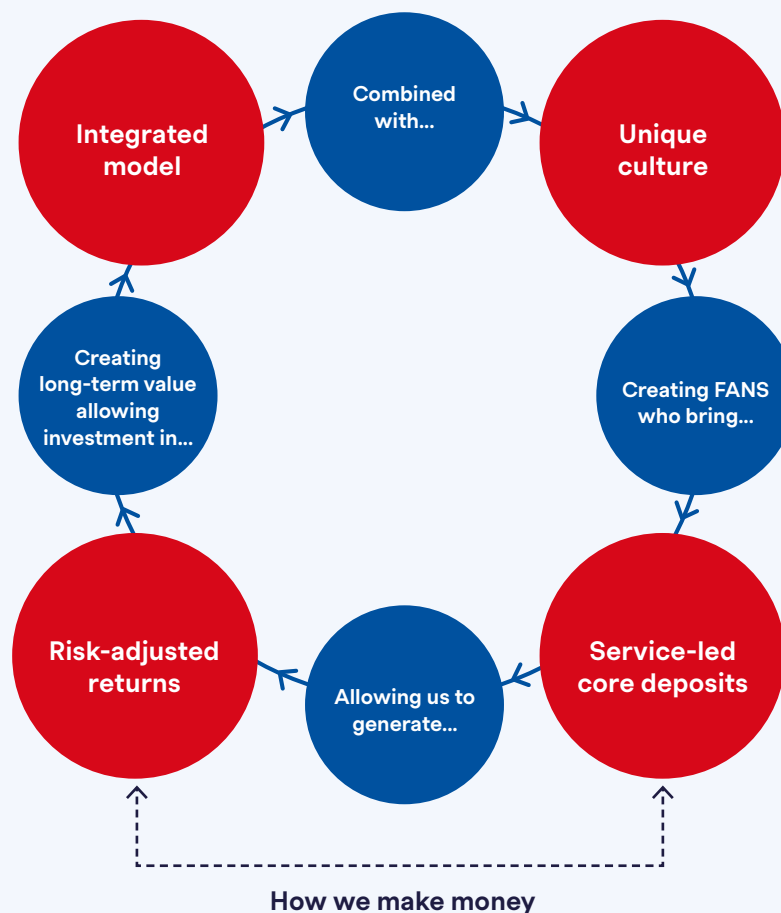 Integrated
model
Combined
with...
Unique
culture
Creating FANS
who bring...
Service-led
core deposits
Allowing us to
generate...
Risk-adjusted
returns
Creating
long-term value
allowing
investment in...
How we make money